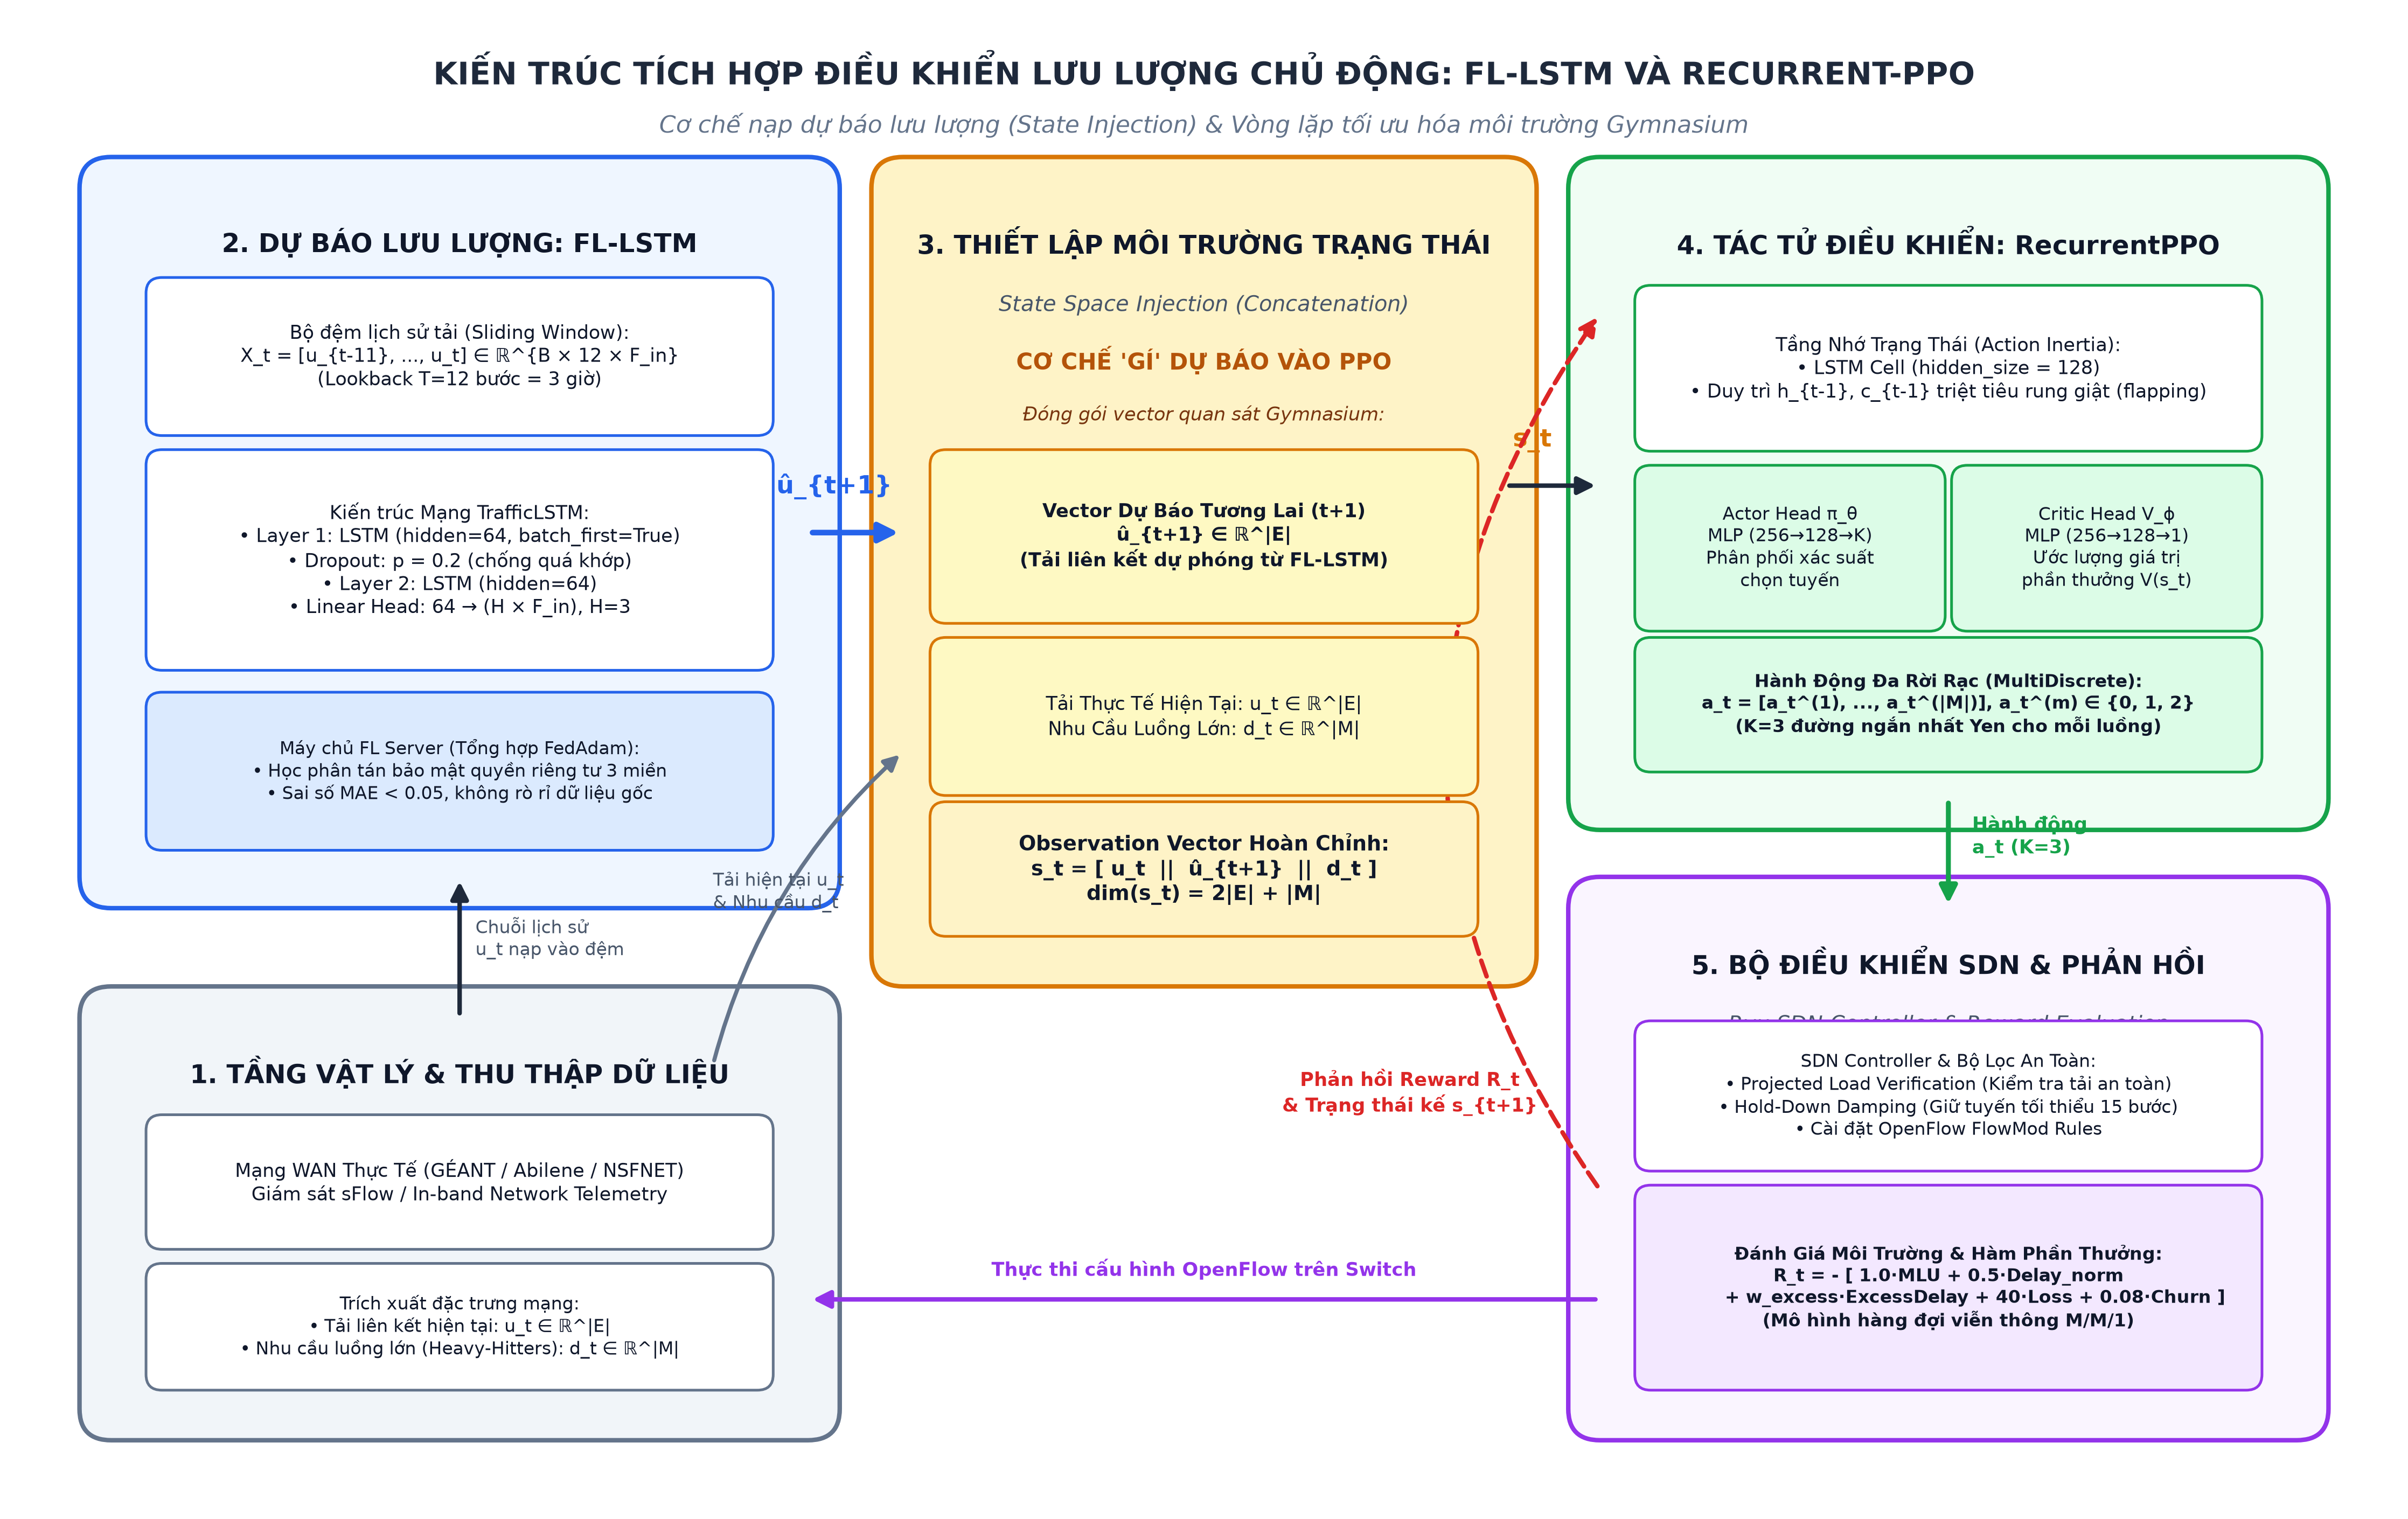 KIẾN TRÚC TÍCH HỢP ĐIỀU KHIỂN LƯU LƯỢNG CHỦ ĐỘNG: FL-LSTM VÀ RECURRENT-PPO
Cơ chế nạp dự báo lưu lượng (State Injection) & Vòng lặp tối ưu hóa môi trường Gymnasium
2. DỰ BÁO LƯU LƯỢNG: FL-LSTM
Bộ đệm lịch sử tải (Sliding Window):
X_t = [u_{t-11}, ..., u_t] ∈ ℝ^{B × 12 × F_in}
(Lookback T=12 bước = 3 giờ)
Kiến trúc Mạng TrafficLSTM:
• Layer 1: LSTM (hidden=64, batch_first=True)
• Dropout: p = 0.2 (chống quá khớp)
• Layer 2: LSTM (hidden=64)
• Linear Head: 64 → (H × F_in), H=3
Máy chủ FL Server (Tổng hợp FedAdam):
• Học phân tán bảo mật quyền riêng tư 3 miền
• Sai số MAE < 0.05, không rò rỉ dữ liệu gốc
û_{t+1}
3. THIẾT LẬP MÔI TRƯỜNG TRẠNG THÁI
State Space Injection (Concatenation)
CƠ CHẾ 'GÍ' DỰ BÁO VÀO PPO
Đóng gói vector quan sát Gymnasium:
Vector Dự Báo Tương Lai (t+1)
û_{t+1} ∈ ℝ^|E|
(Tải liên kết dự phóng từ FL-LSTM)
Tải Thực Tế Hiện Tại: u_t ∈ ℝ^|E|
Nhu Cầu Luồng Lớn: d_t ∈ ℝ^|M|
Observation Vector Hoàn Chỉnh:
s_t = [ u_t || û_{t+1} || d_t ]
dim(s_t) = 2|E| + |M|
s_t
4. TÁC TỬ ĐIỀU KHIỂN: RecurrentPPO
Tầng Nhớ Trạng Thái (Action Inertia):
• LSTM Cell (hidden_size = 128)
• Duy trì h_{t-1}, c_{t-1} triệt tiêu rung giật (flapping)
Actor Head π_θ
MLP (256→128→K)
Phân phối xác suất
chọn tuyến
Critic Head V_ϕ
MLP (256→128→1)
Ước lượng giá trị
phần thưởng V(s_t)
Hành Động Đa Rời Rạc (MultiDiscrete):
a_t = [a_t^(1), ..., a_t^(|M|)], a_t^(m) ∈ {0, 1, 2}
(K=3 đường ngắn nhất Yen cho mỗi luồng)
Hành động
a_t (K=3)
Tải hiện tại u_t
& Nhu cầu d_t
Chuỗi lịch sử
u_t nạp vào đệm
1. TẦNG VẬT LÝ & THU THẬP DỮ LIỆU
Mạng WAN Thực Tế (GÉANT / Abilene / NSFNET)
Giám sát sFlow / In-band Network Telemetry
Trích xuất đặc trưng mạng:
• Tải liên kết hiện tại: u_t ∈ ℝ^|E|
• Nhu cầu luồng lớn (Heavy-Hitters): d_t ∈ ℝ^|M|
Phản hồi Reward R_t
& Trạng thái kế s_{t+1}
Thực thi cấu hình OpenFlow trên Switch
5. BỘ ĐIỀU KHIỂN SDN & PHẢN HỒI
SDN Controller & Reward Evaluation
SDN Controller & Bộ Lọc An Toàn:
• Projected Load Verification (Kiểm tra tải an toàn)
• Hold-Down Damping (Giữ tuyến tối thiểu 15 bước)
• Cài đặt OpenFlow FlowMod Rules
Đánh Giá Môi Trường & Hàm Phần Thưởng:
R_t = - [ 1.0·MLU + 0.5·Delay_norm
+ w_excess·ExcessDelay + 40·Loss + 0.08·Churn ]
(Mô hình hàng đợi viễn thông M/M/1)